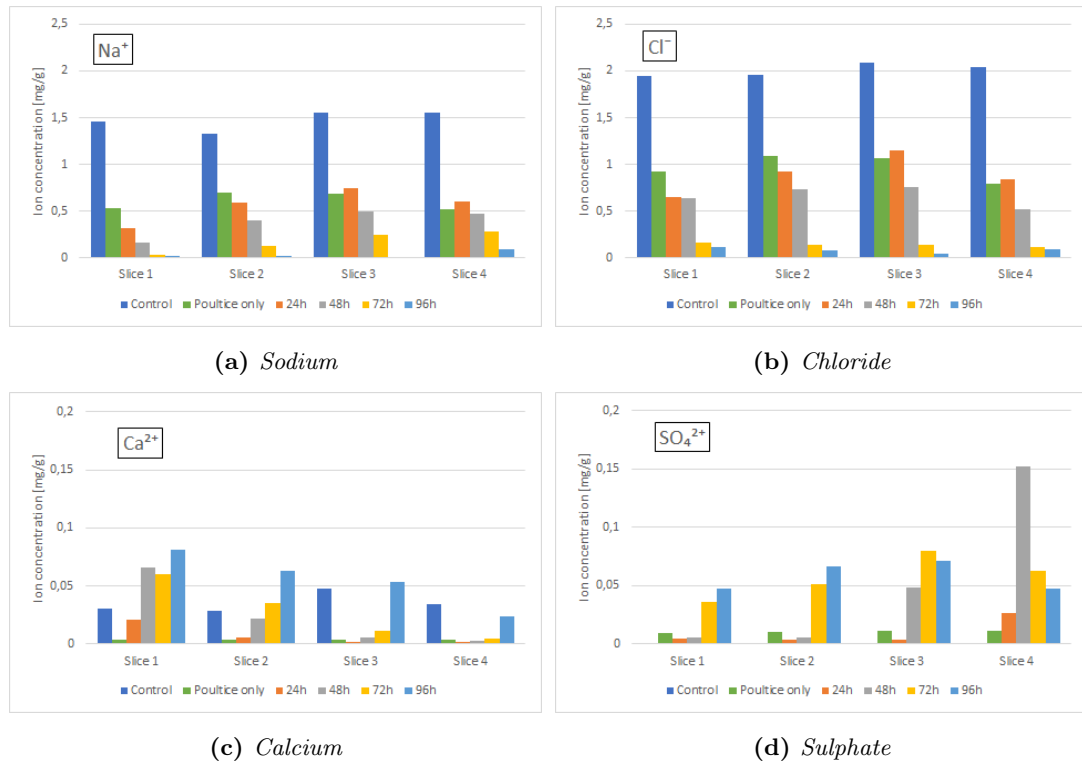 2,5
2
1,5
1
0,5
0
Ion concentration [mg/g]
Na⁺
Slice 1 Slice 2 Slice 3 Slice 4
Control Poultice only 24h 48h 72h 96h
(a) Sodium
2,5
2
1,5
1
0,5
0
Ion concentration [mg/g]
Cl⁻
Slice 1 Slice 2 Slice 3 Slice 4
Control Poultice only 24h 48h 72h 96h
(b) Chloride
0,2
0,15
0,1
0,05
0
Ion concentration [mg/g]
Ca²⁺
Slice 1 Slice 2 Slice 3 Slice 4
Control Poultice only 24h 48h 72h 96h
(c) Calcium
0,2
0,15
0,1
0,05
0
Ion concentration [mg/g]
SO₄²⁺
Slice 1 Slice 2 Slice 3 Slice 4
Control Poultice only 24h 48h 72h 96h
(d) Sulphate